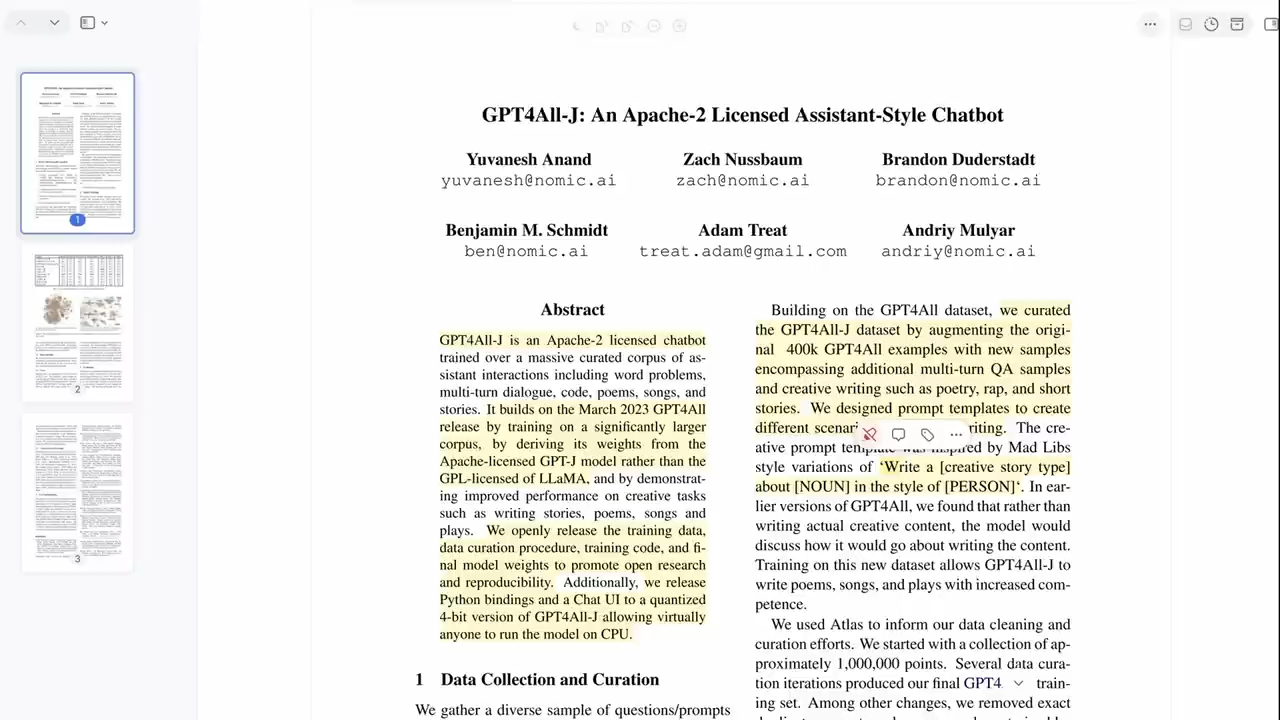 GPT4All-J: An Apache-2 Licensed Assistant-Style Chatbot
Yuvanesh Anand Zach Nussbaum Brandon Duderstadt
yuvanesh@nomic.ai zach@nomic.ai brandon@nomic.ai
Benjamin M. Schmidt Adam Treat Andriy Mulyar
ben@nomic.ai treat.adam@gmail.com andriy@nomic.ai
Abstract
GPT4All-J is an Apache-2 licensed chatbot
trained over a massive curated corpus of as-
sistant interactions including word problems,
multi-turn dialogue, code, poems, songs, and
stories. It builds on the March 2023 GPT4All
release by training on a significantly larger
corpus, by deriving its weights from the
Apache-licensed GPT-J model rather than the
GPL-licensed of LLaMA, and by demonstrat-
ing improved performance on creative tasks
such as writing stories, poems, songs and
plays. We openly release the training data,
data curation procedure, training code, and fi-
nal model weights to promote open research
and reproducibility. Additionally, we release
Python bindings and a Chat UI to a quantized
4-bit version of GPT4All-J allowing virtually
anyone to run the model on CPU.
1 Data Collection and Curation
We gather a diverse sample of questions/prompts
Building on the GPT4All dataset, we curated
the GPT4All-J dataset by augmenting the origi-
nal 400k GPT4All examples with new samples
encompassing additional multi-turn QA samples
and creative writing such as poetry, rap, and short
stories. We designed prompt templates to create
different scenar riting. The cre-
ative prompt template was inspired by Mad Libs
style variations of ‘Write a [creative story type]
about [NOUN] in the style of [PERSON]‘. In ear-
lier versions of GPT4All, we found that rather than
writing actual creative content, the model would
discuss how it would go about writing the content.
Training on this new dataset allows GPT4All-J to
write poems, songs, and plays with increased com-
petence.
We used Atlas to inform our data cleaning and
curation efforts. We started with a collection of ap-
proximately 1,000,000 points. Several data cura-
tion iterations produced our final GPT4 train-
ing set. Among other changes, we removed exact
1
2
3